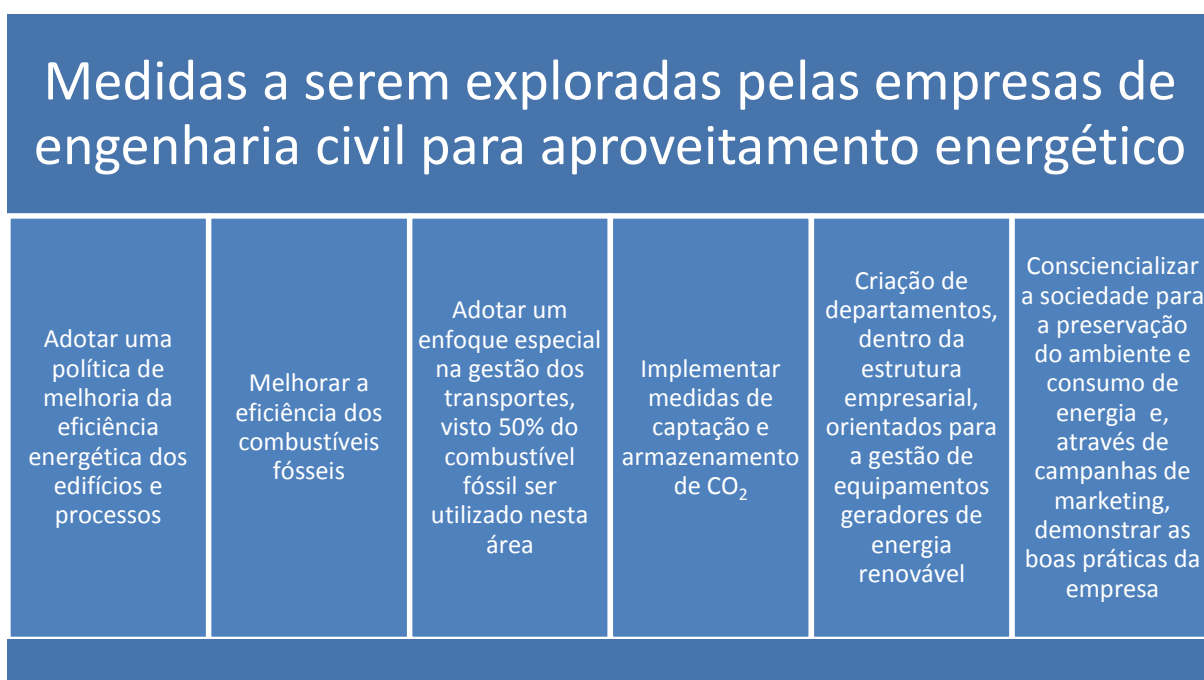 Medidas a serem exploradas pelas empresas de
engenharia civil para aproveitamento energético
Adotar uma
política de
melhoria da
eficiência
energética dos
edifícios e
processos
Melhorar a
eficiência dos
combustíveis
fósseis
Adotar um
enfoque especial
na gestão dos
transportes,
visto 50% do
combustível
fóssil ser
utilizado nesta
área
Implementar
medidas de
captação e
armazenamento
de CO₂
Criação de
departamentos,
dentro da
estrutura
empresarial,
orientados para
a gestão de
equipamentos
geradores de
energia
renovável
Consciencializar
a sociedade para
a preservação
do ambiente e
consumo de
energia e,
através de
campanhas de
marketing,
demonstrar as
boas práticas da
empresa